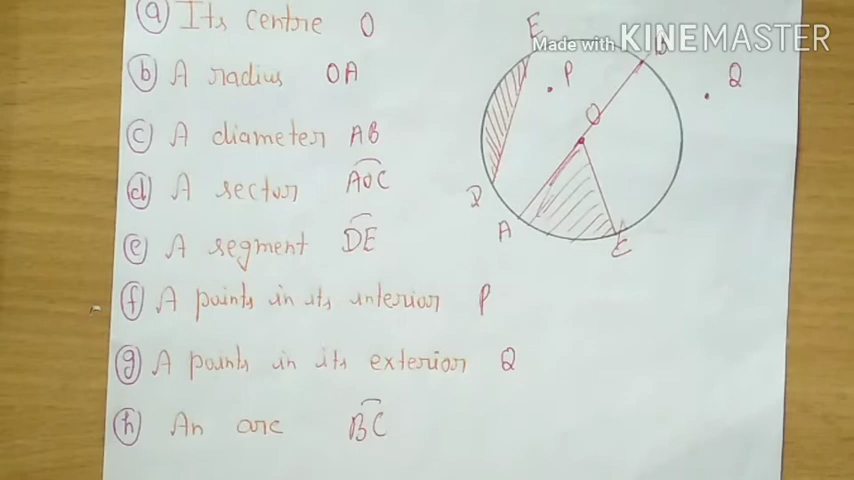 (a) Its centre O
(b) A radius OA
(c) A diameter AB
(d) A sector AOC
(e) A segment DE
(f) A points in its interior P
(g) A points in its exterior Q
(h) An arc BC
E
Made with KINEMASTER
P
Q
O
D
A
C